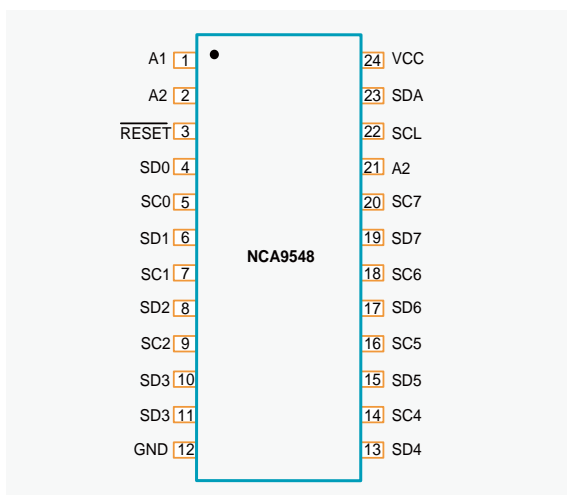 A1 1 24 VCC
A2 2 23 SDA
RESET 3 22 SCL
SD0 4 21 A2
SC0 5 20 SC7
SD1 6 19 SD7
NCA9548
SC1 7 18 SC6
SD2 8 17 SD6
SC2 9 16 SC5
SD3 10 15 SD5
SD3 11 14 SC4
GND 12 13 SD4